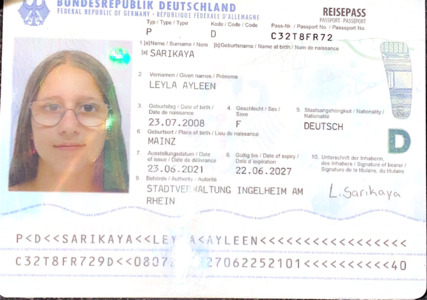 BUNDESREPUBLIK DEUTSCHLAND
FEDERAL REPUBLIC OF GERMANY · RÉPUBLIQUE FÉDÉRALE D'ALLEMAGNE
REISEPASS
PASSPORT · PASSEPORT
Typ / Type / Type
Kode / Code / Code
Pass-Nr. / Passport No. / Passeport No
P
D
C32T8FR72
1 [a]Name / Surname / Nom [b]Geburtsname / Name at birth / Nom de naissance
[a] SARIKAYA
2 Vornamen / Given names / Prénoms
LEYLA AYLEEN
3 Geburtstag / Date of birth / Date de naissance
4 Geschlecht / Sex / Sexe
5 Staatsangehörigkeit / Nationality / Nationalité
23.07.2008
F
DEUTSCH
6 Geburtsort / Place of birth / Lieu de naissance
MAINZ
D
7 Ausstellungsdatum / Date of issue / Date de délivrance
8 Gültig bis / Date of expiry / Date d'expiration
10 Unterschrift der Inhaberin, des Inhabers / Signature of bearer / Signature de la titulaire, du titulaire
23.06.2021
22.06.2027
9 Behörde / Authority / Autorité
STADTVERWALTUNG INGELHEIM AM
RHEIN
L. Sarikaya
P<D<<SARIKAYA<<LEY A<AYLEEN<<<<<<<<<<<<<<<<<
C32T8FR729D<<0807 27062252101<<<<<<<<<40